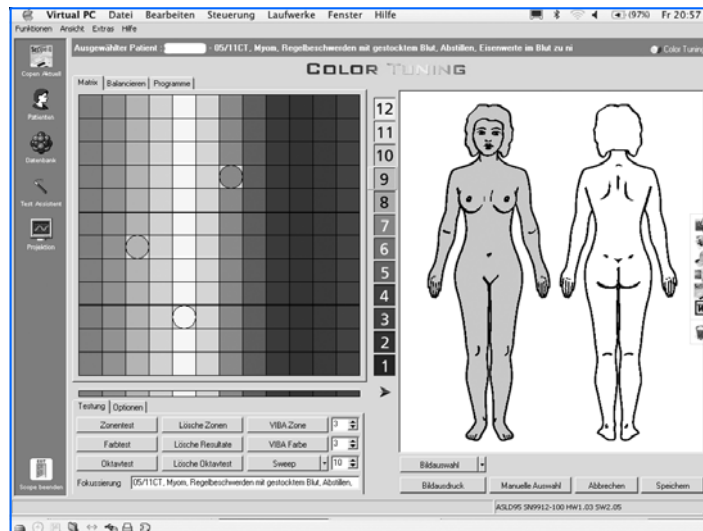 Virtual PC Datei Bearbeiten Steuerung Laufwerke Fenster Hilfe (97%) Fr 20:57
Funktionen Ansicht Extras Hilfe
Ausgewählter Patient : - 05/11CT, Myom, Regelbeschwerden mit gestocktem Blut, Abstillen, Eisenwerte im Blut zu ni
Color Tuning
COLOR TUNING
Copen Aktuell
Patienten
Datenbank
Test Assistent
Projektion
Scope beenden
Matrix Balancieren Programme
12
11
10
9
8
7
6
5
4
3
2
1
Testung Optionen
Zonentest Lösche Zonen VIBA Zone 3
Farbtest Lösche Resultate VIBA Farbe 3
Oktavtest Lösche Oktavtest Sweep 10
Fokussierung 05/11CT, Myom, Regelbeschwerden mit gestocktem Blut, Abstillen,
Bildauswahl
Bildausdruck Manuelle Auswahl Abbrechen Speichern
ASLD95 SN9912-100 HW1.03 SW2.05